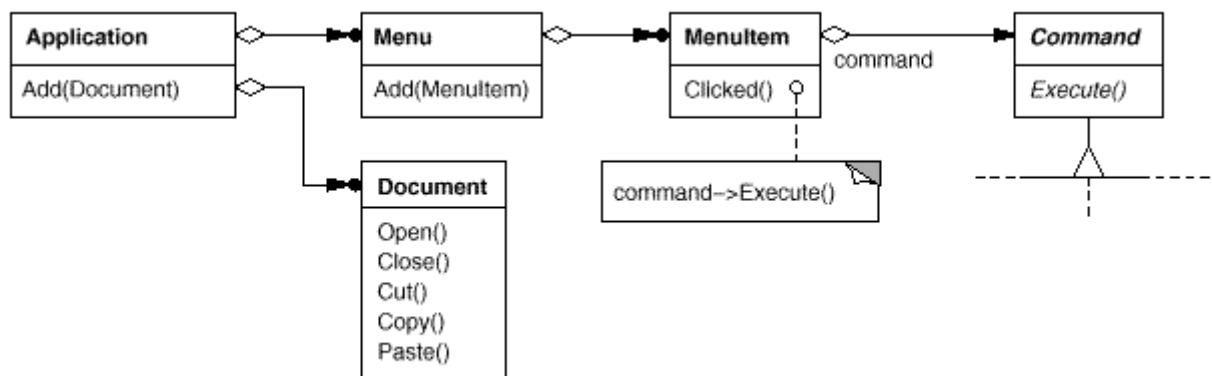 Application
Add(Document)
Menu
Add(MenuItem)
MenuItem
Clicked()
command
Command
Execute()
command–>Execute()
Document
Open()
Close()
Cut()
Copy()
Paste()